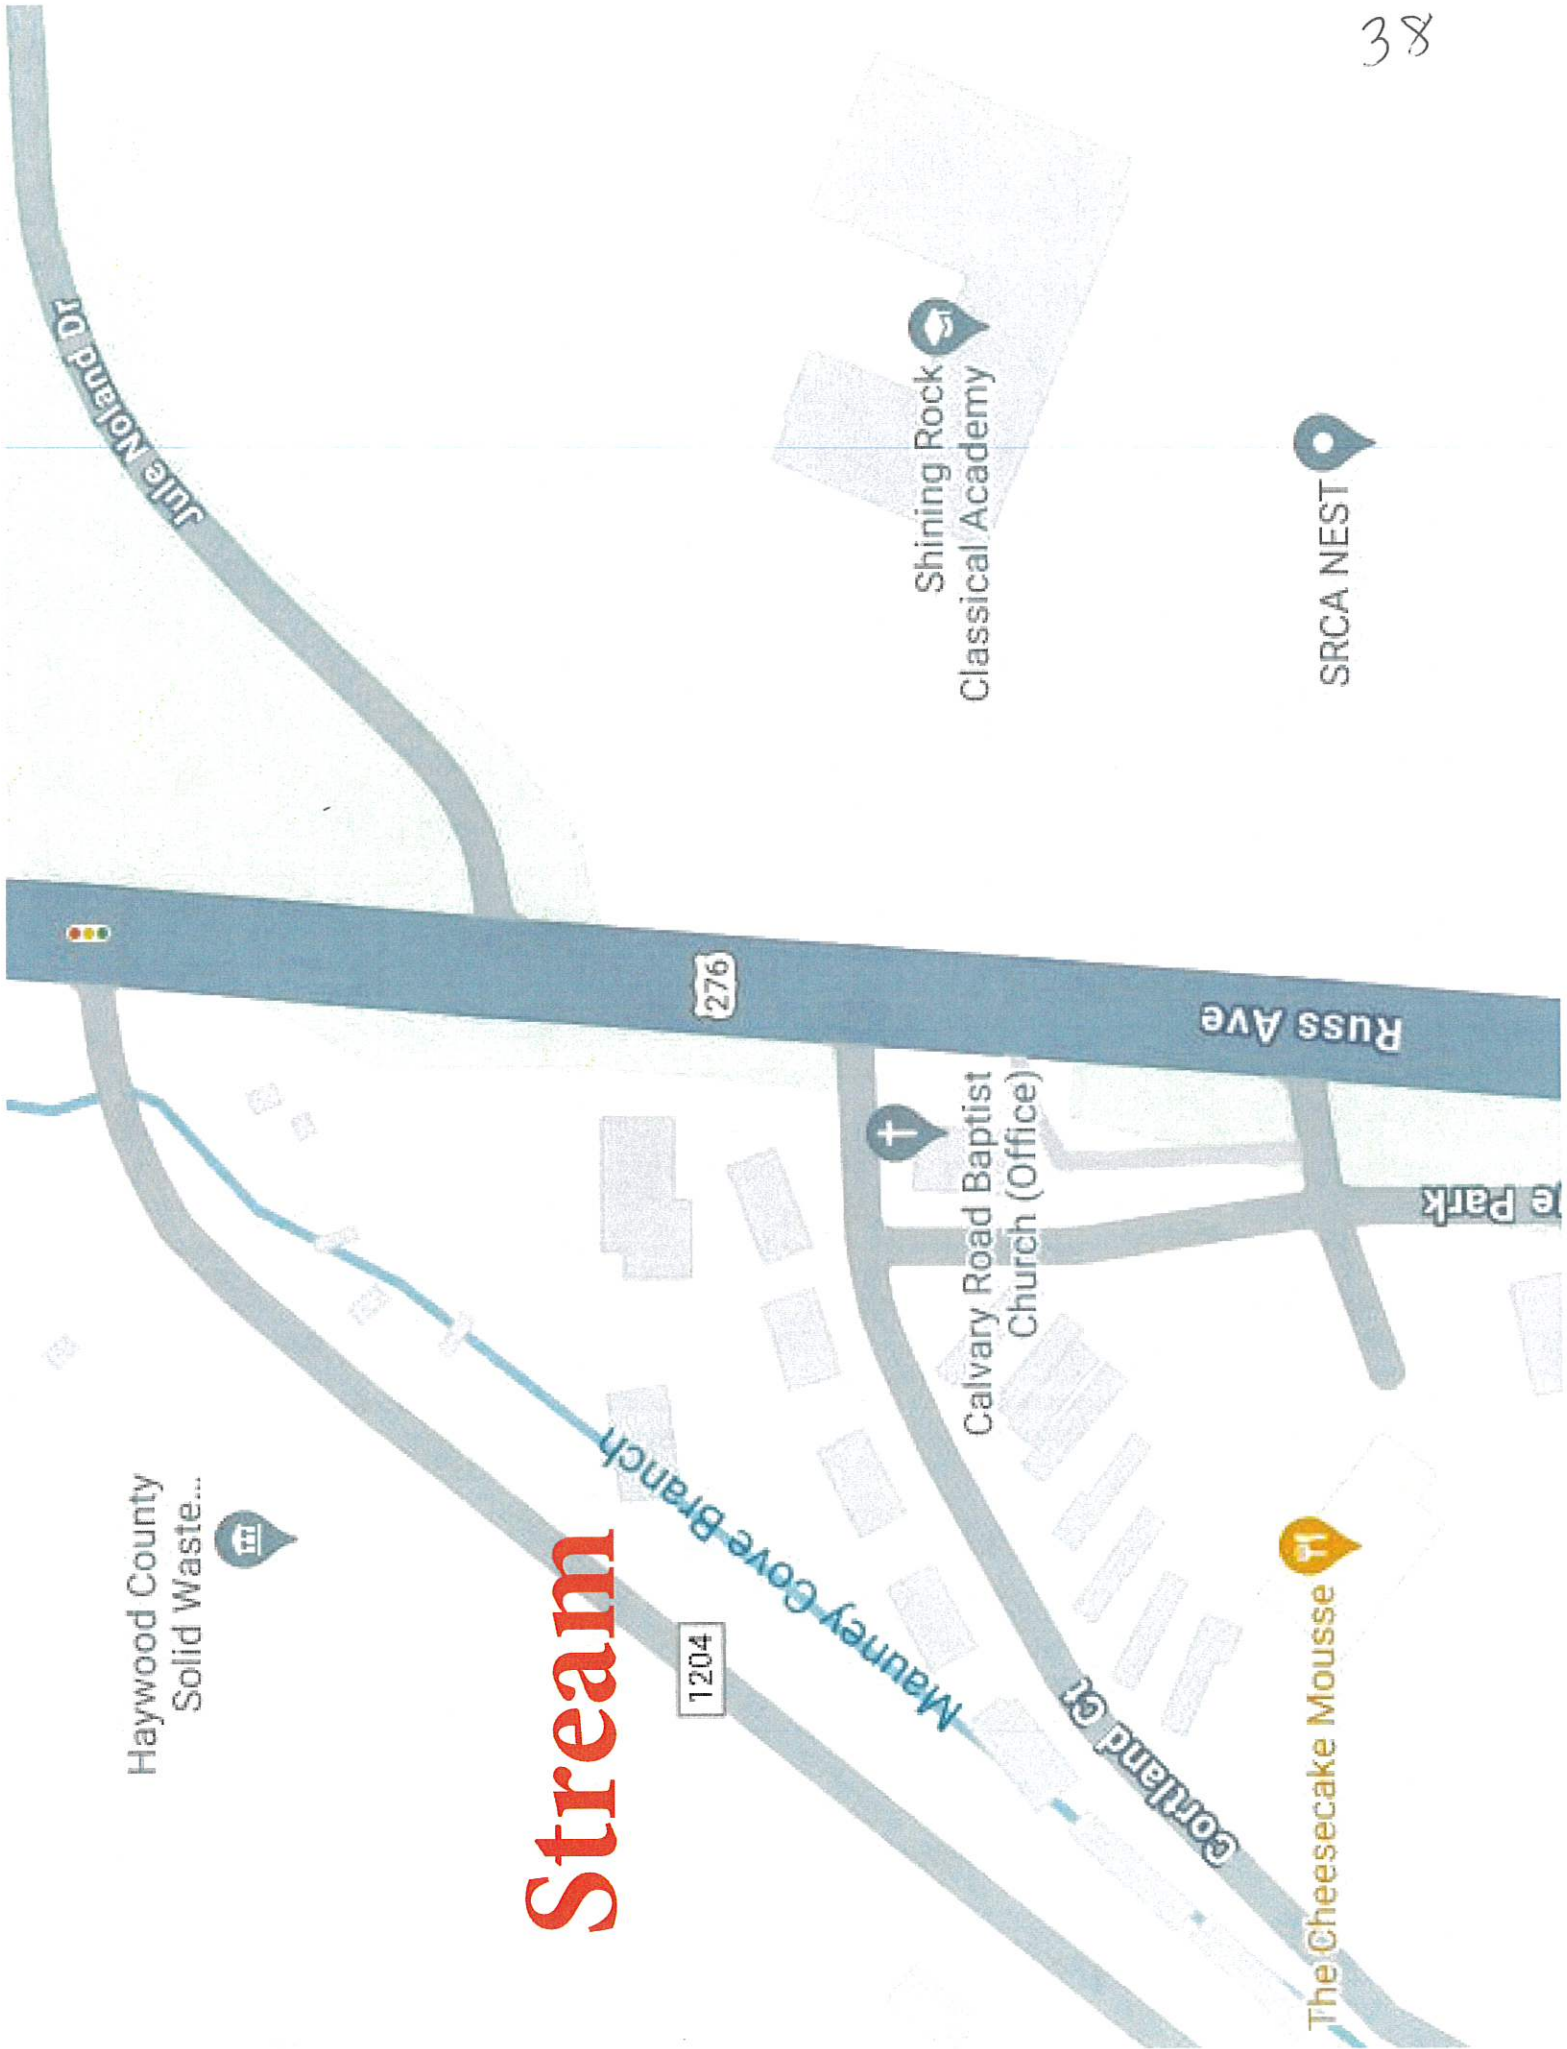 38
Jule Noland Dr
Shining Rock
Classical Academy
SRCA NEST
276
Russ Ave
Calvary Road Baptist
Church (Office)
e Park
Haywood County
Solid Waste...
Stream
1204
Mauney Cove Branch
Cortland Ct
The Cheesecake Mousse